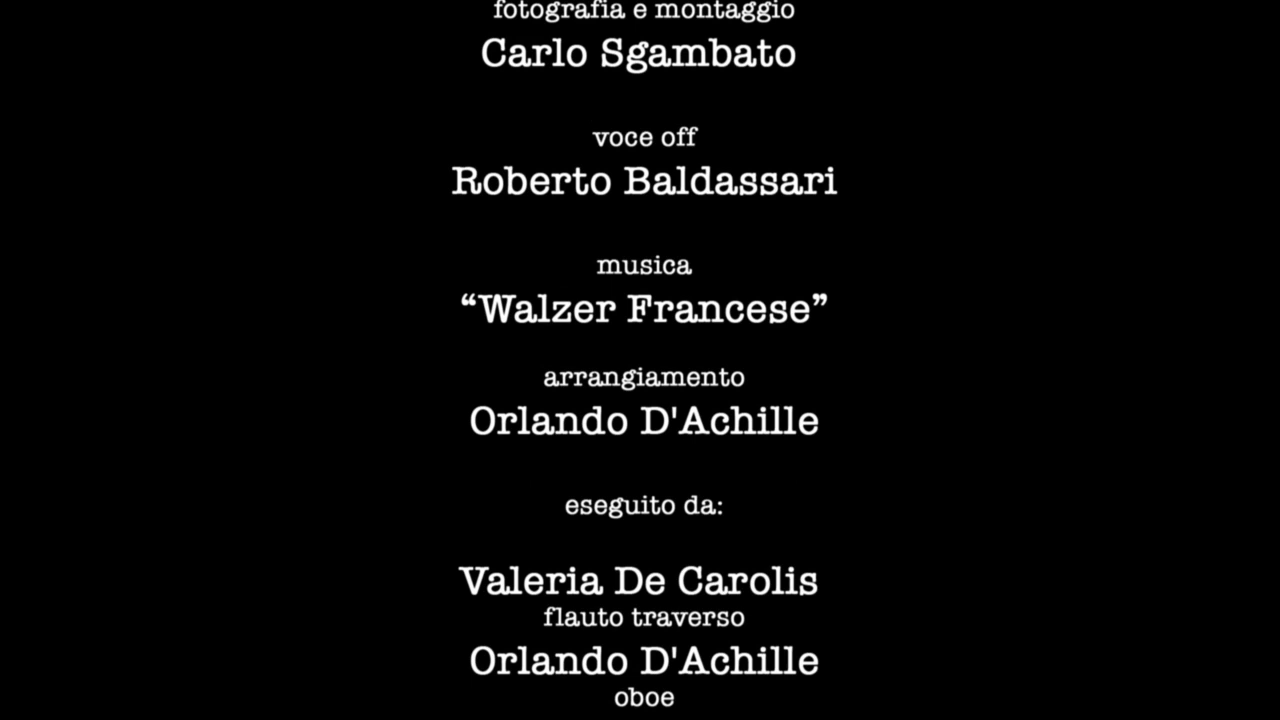 fotografia e montaggio
Carlo Sgambato
voce off
Roberto Baldassari
musica
“Walzer Francese”
arrangiamento
Orlando D'Achille
eseguito da:
Valeria De Carolis
flauto traverso
Orlando D'Achille
oboe